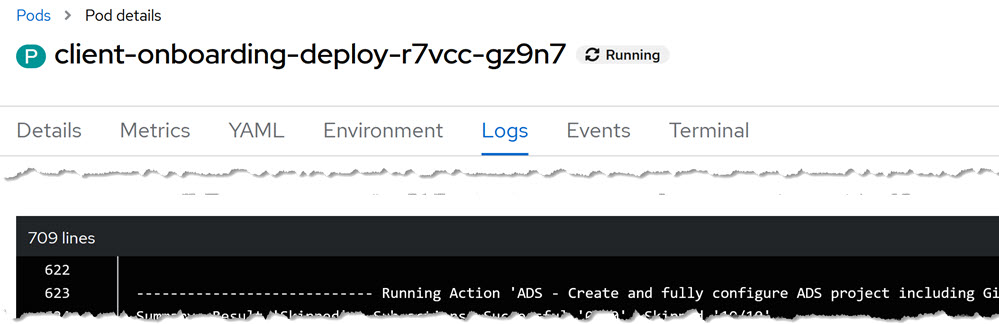 Pods > Pod details
P client-onboarding-deploy-r7vcc-gz9n7 Running
Details Metrics YAML Environment Logs Events Terminal
709 lines
622
623 ---------------------------- Running Action 'ADS - Create and fully configure ADS project including Gi